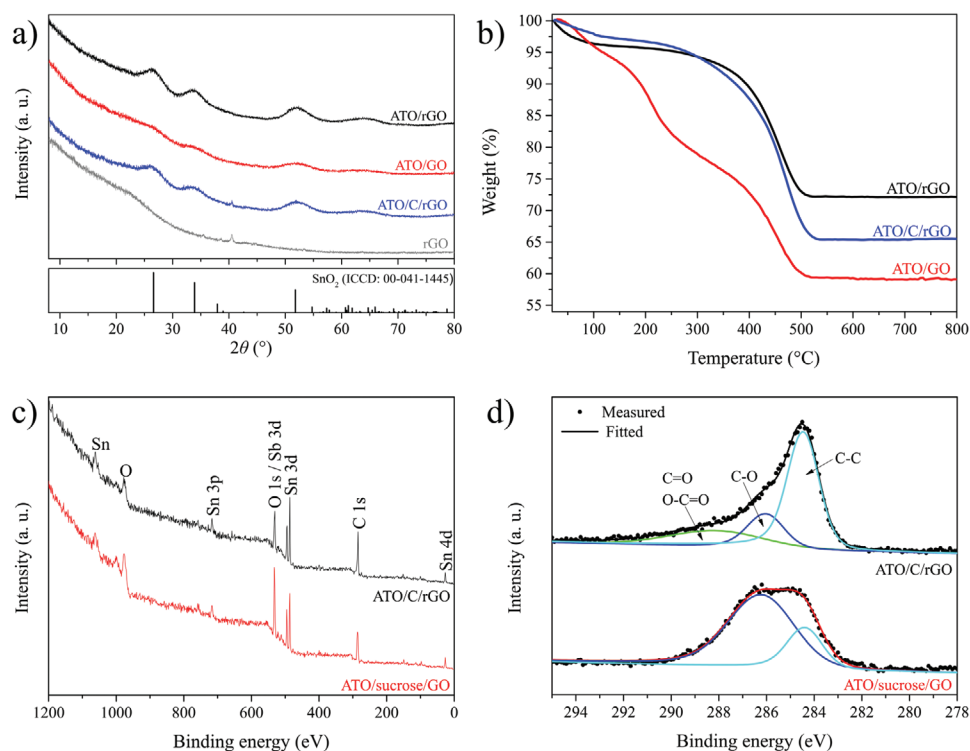 a)
Intensity (a. u.)
ATO/rGO
ATO/GO
ATO/C/rGO
rGO
SnO₂ (ICCD: 00-041-1445)
10 20 30 40 50 60 70 80
2θ (°)
b)
Weight (%)
100
95
90
85
80
75
70
65
60
55
ATO/rGO
ATO/C/rGO
ATO/GO
100 200 300 400 500 600 700 800
Temperature (°C)
c)
Intensity (a. u.)
Sn
O
Sn 3p
O 1s / Sb 3d
Sn 3d
C 1s
Sn 4d
ATO/C/rGO
ATO/sucrose/GO
1200 1000 800 600 400 200 0
Binding energy (eV)
d)
Intensity (a. u.)
Measured
Fitted
C=O
O-C=O
C-O
C-C
ATO/C/rGO
ATO/sucrose/GO
294 292 290 288 286 284 282 280 278
Binding energy (eV)